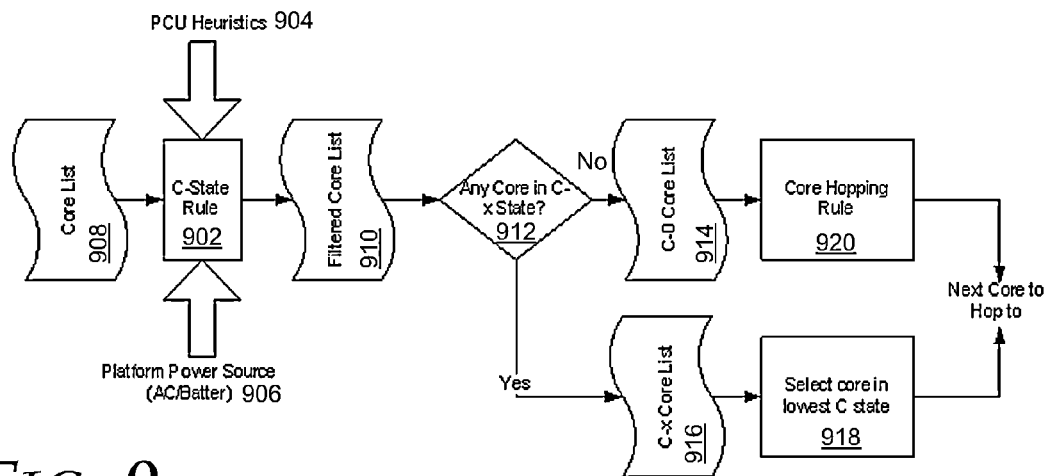 PCU Heuristics 904
Core List
908
C-State
Rule
902
Filtered Core List
910
Any Core in C-
x State?
912
No
C-0 Core List
914
Core Hopping
Rule
920
Next Core to
Hop to
Platform Power Source
(AC/Batter) 906
Yes
C-x Core List
916
Select core in
lowest C state
918
FIG. 9